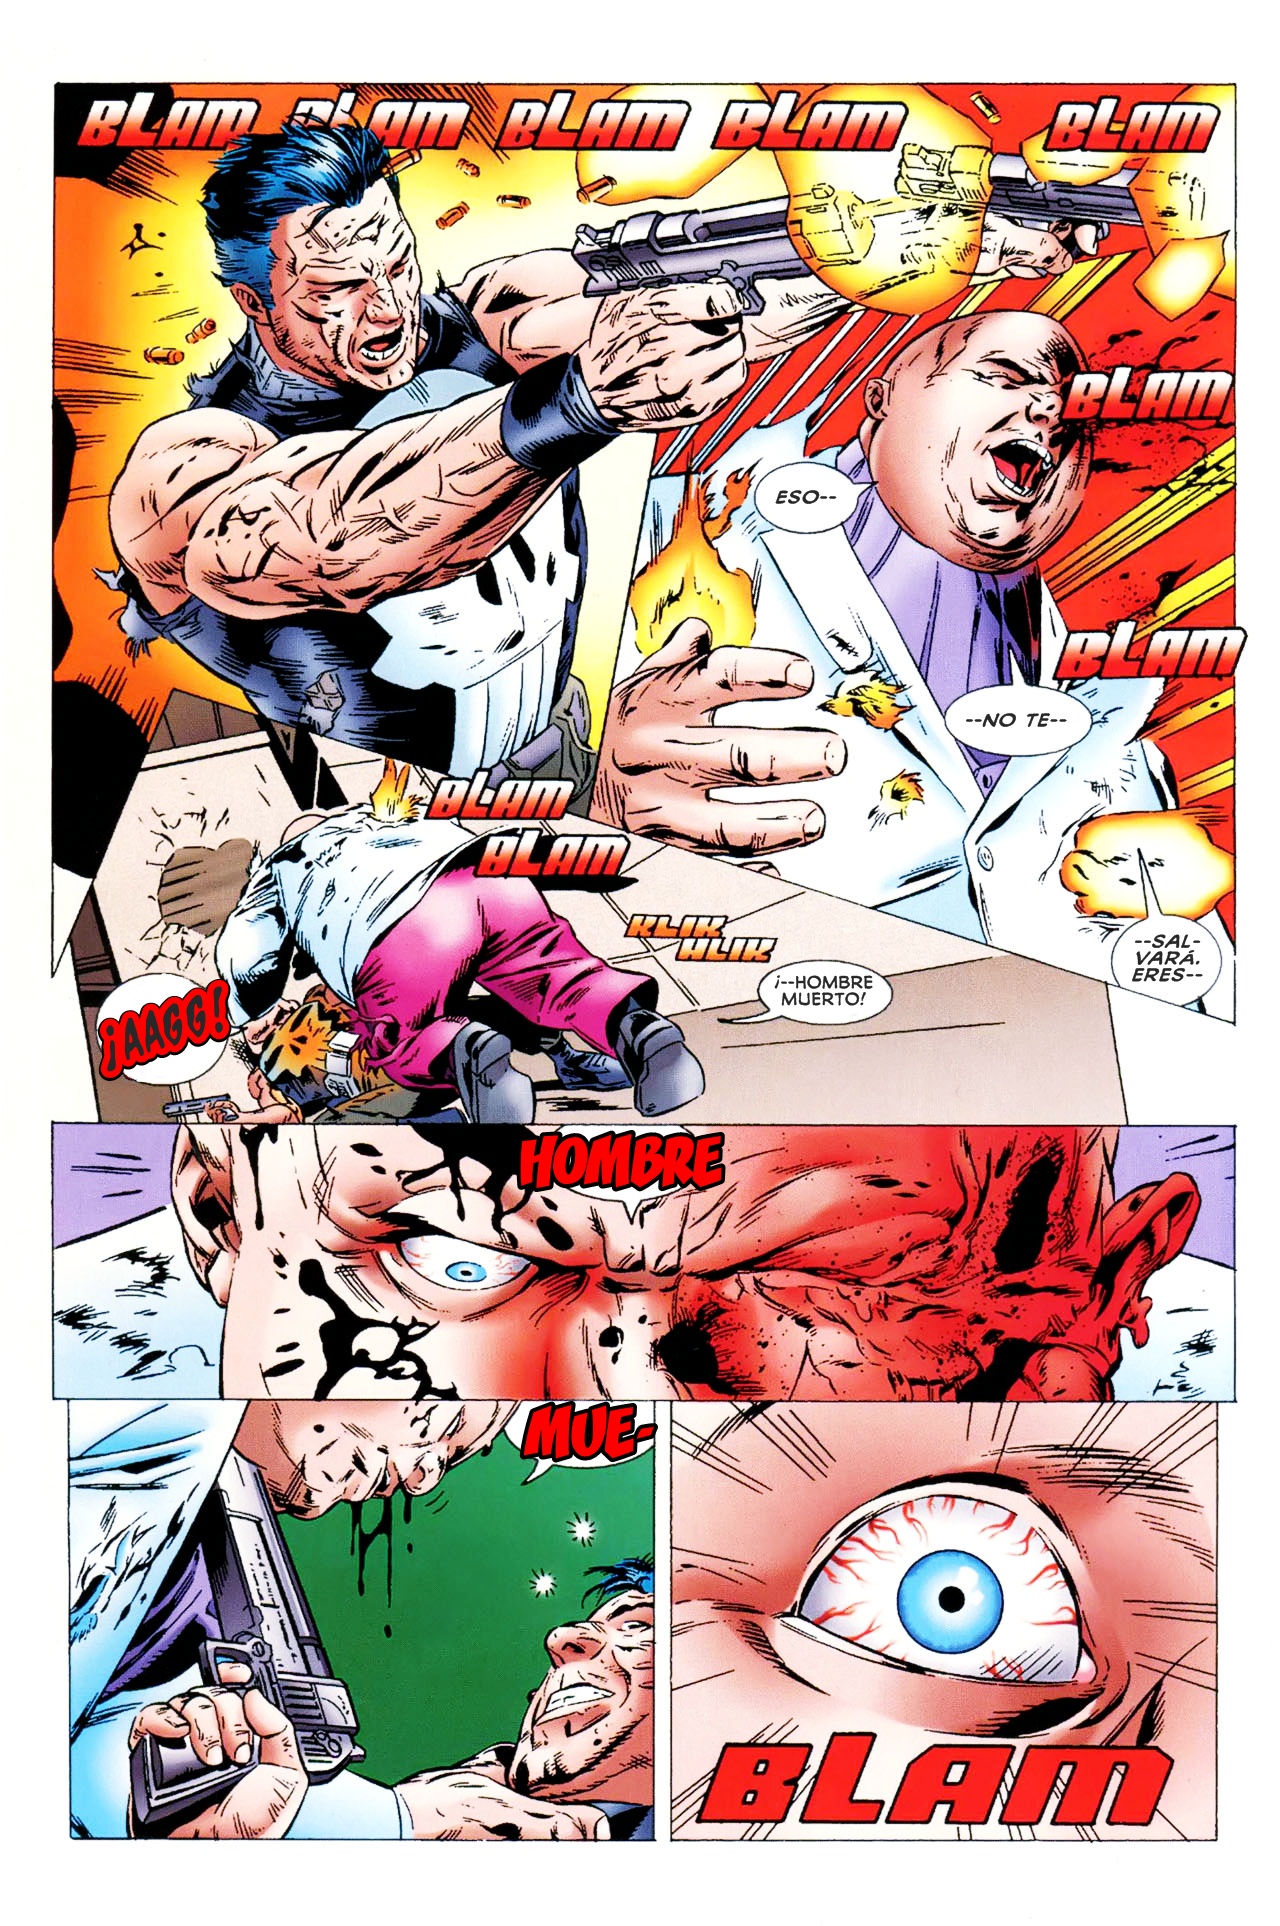 BLAM BLAM BLAM BLAM BLAM
BLAM
ESO--
BLAM
--NO TE--
BLAM
BLAM
--SAL-
VARÁ.
ERES--
KLIK
KLIK
¡--HOMBRE
MUERTO!
¡AAGG!
HOMBRE
MUE-
BLAM